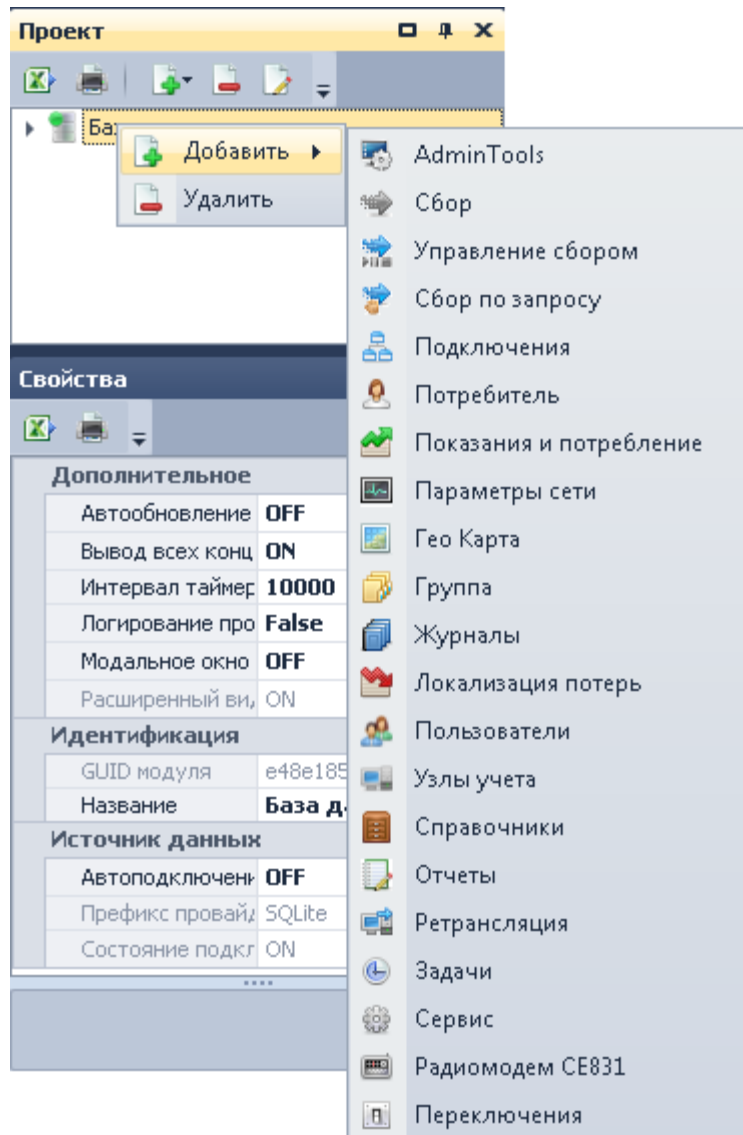 Проект
Добавить
Удалить
AdminTools
Сбор
Управление сбором
Сбор по запросу
Подключения
Потребитель
Показания и потребление
Параметры сети
Гео Карта
Группа
Журналы
Локализация потерь
Пользователи
Узлы учета
Справочники
Отчеты
Ретрансляция
Задачи
Сервис
Радиомодем CE831
Переключения
Свойства
Дополнительное
Автообновление OFF
Вывод всех конц ON
Интервал таймер 10000
Логирование про False
Модальное окно OFF
Расширенный ви ON
Идентификация
GUID модуля e48e185
Название База д
Источник данных
Автоподключени OFF
Префикс провайд SQLite
Состояние подкл ON